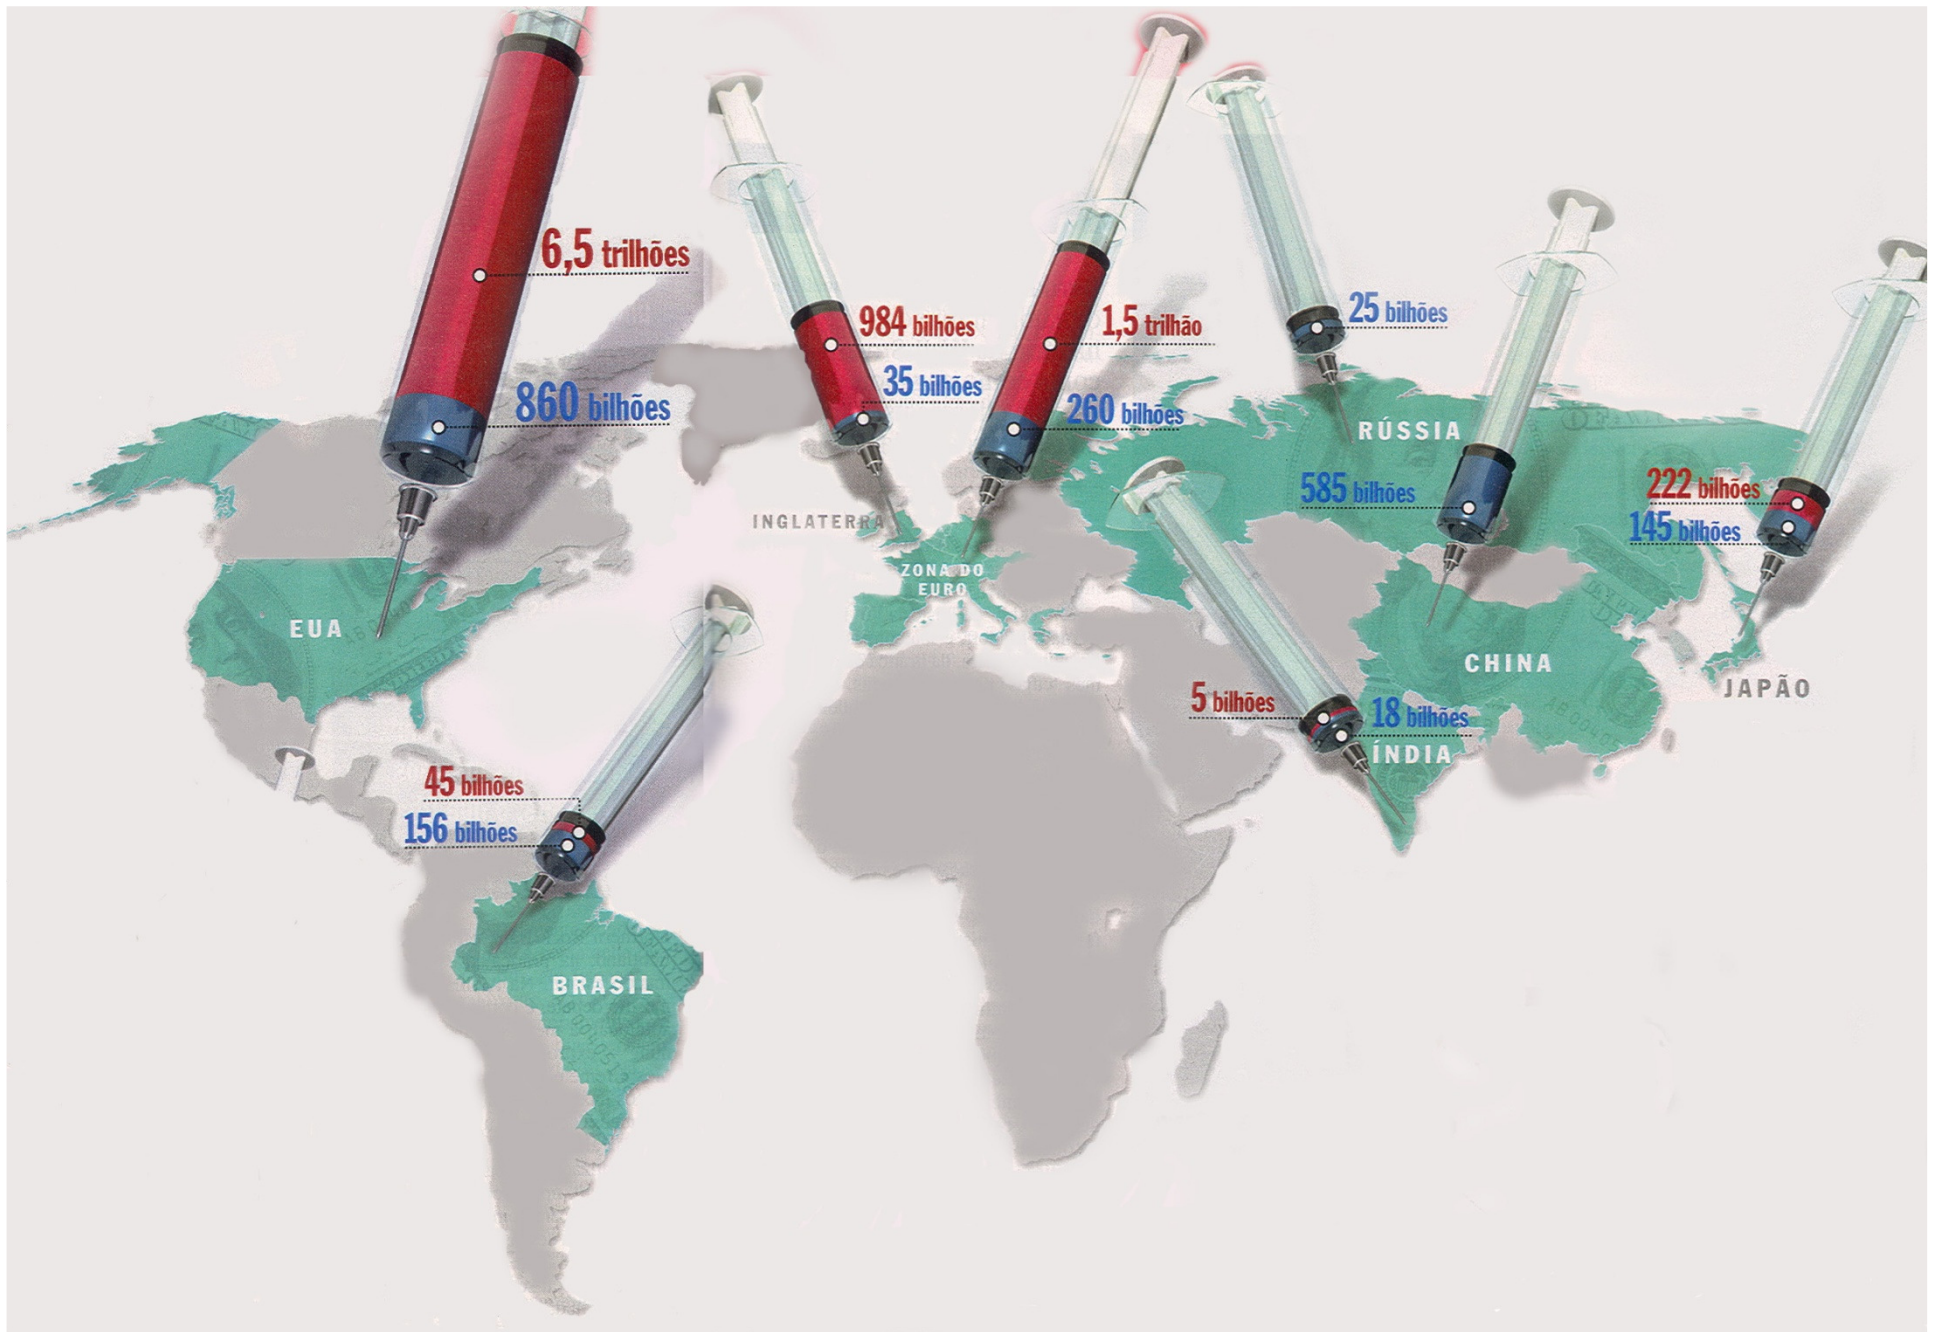 6,5 trilhões
860 bilhões
984 bilhões
35 bilhões
1,5 trilhão
260 bilhões
25 bilhões
RÚSSIA
585 bilhões
222 bilhões
145 bilhões
INGLATERRA
ZONA DO
EURO
EUA
CHINA
JAPÃO
5 bilhões
18 bilhões
ÍNDIA
45 bilhões
156 bilhões
BRASIL